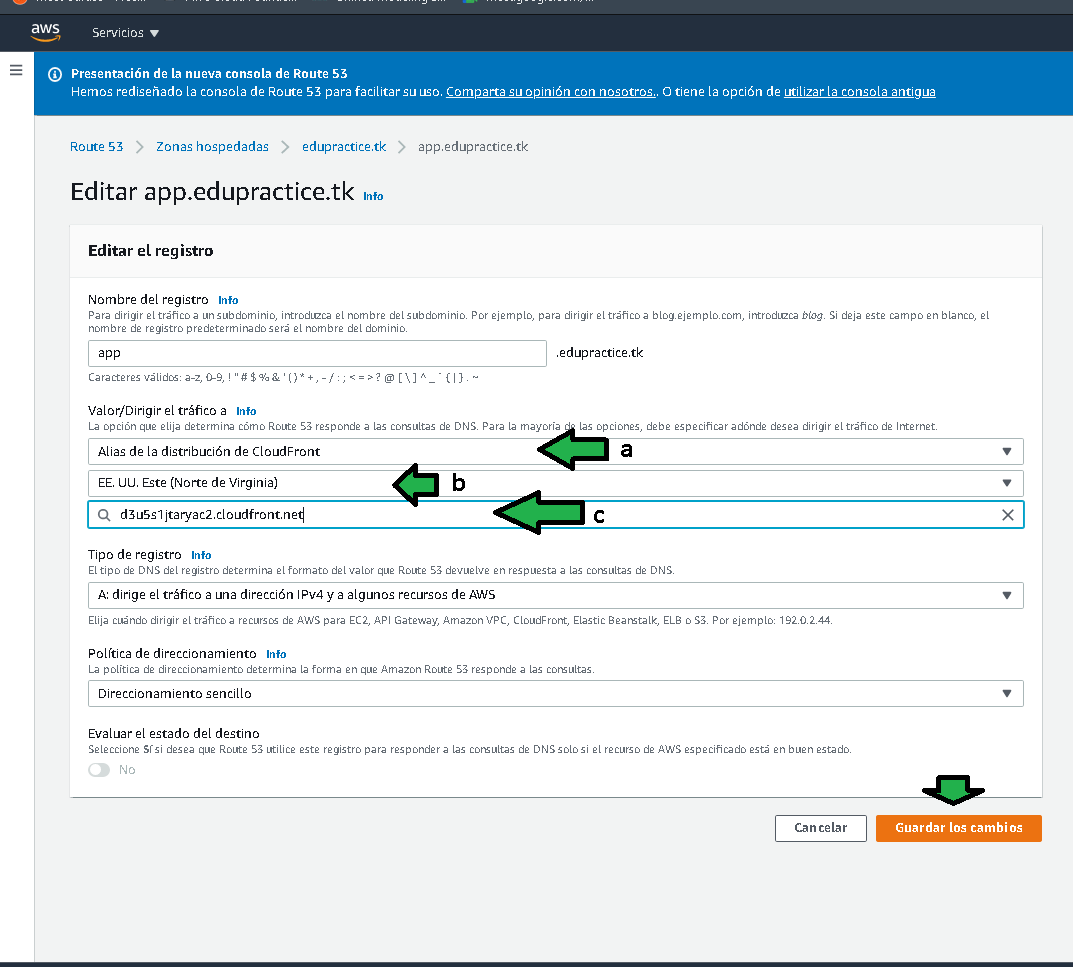 aws
Servicios ▼
Presentación de la nueva consola de Route 53
Hemos rediseñado la consola de Route 53 para facilitar su uso. Comparta su opinión con nosotros.. O tiene la opción de utilizar la consola antigua
Route 53 > Zonas hospedadas > edupractice.tk > app.edupractice.tk
Editar app.edupractice.tk Info
Editar el registro
Nombre del registro Info
Para dirigir el tráfico a un subdominio, introduzca el nombre del subdominio. Por ejemplo, para dirigir el tráfico a blog.ejemplo.com, introduzca blog. Si deja este campo en blanco, el
nombre de registro predeterminado será el nombre del dominio.
app .edupractice.tk
Caracteres válidos: a-z, 0-9, ! " # $ % & ' ( ) * + , - / : ; < = > ? @ [ \ ] ^ _ ` { | } . ~
Valor/Dirigir el tráfico a Info
La opción que elija determina cómo Route 53 responde a las consultas de DNS. Para la mayoría de las opciones, debe especificar adónde desea dirigir el tráfico de Internet.
Alias de la distribución de CloudFront a
EE. UU. Este (Norte de Virginia) b
d3u5s1jtaryac2.cloudfront.net c
Tipo de registro Info
El tipo de DNS del registro determina el formato del valor que Route 53 devuelve en respuesta a las consultas de DNS.
A: dirige el tráfico a una dirección IPv4 y a algunos recursos de AWS
Elija cuándo dirigir el tráfico a recursos de AWS para EC2, API Gateway, Amazon VPC, CloudFront, Elastic Beanstalk, ELB o S3. Por ejemplo: 192.0.2.44.
Política de direccionamiento Info
La política de direccionamiento determina la forma en que Amazon Route 53 responde a las consultas.
Direccionamiento sencillo
Evaluar el estado del destino
Seleccione Sí si desea que Route 53 utilice este registro para responder a las consultas de DNS solo si el recurso de AWS especificado está en buen estado.
No
Cancelar Guardar los cambios